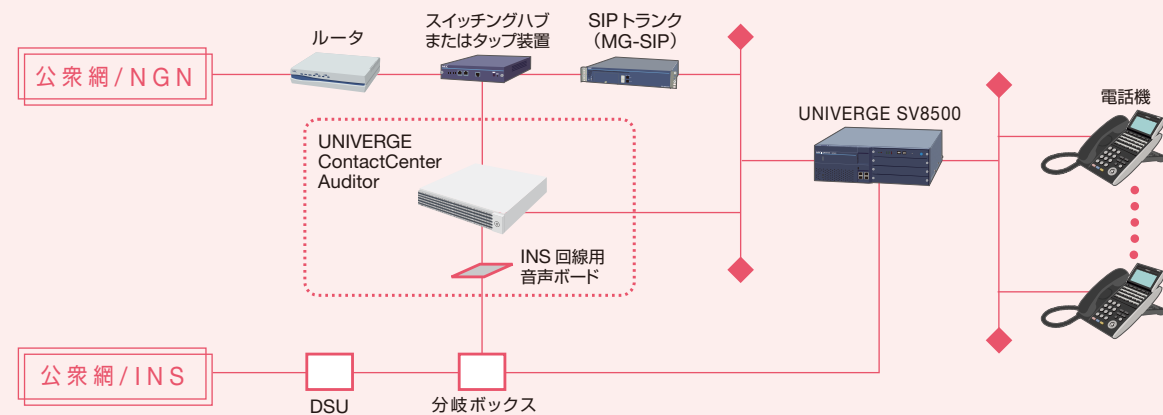 スイッチングハブ
またはタップ装置
SIPトランク
（MG-SIP）
ルータ
公衆網/NGN
電話機
UNIVERGE SV8500
UNIVERGE
ContactCenter
Auditor
INS 回線用
音声ボード
公衆網/INS
DSU
分岐ボックス